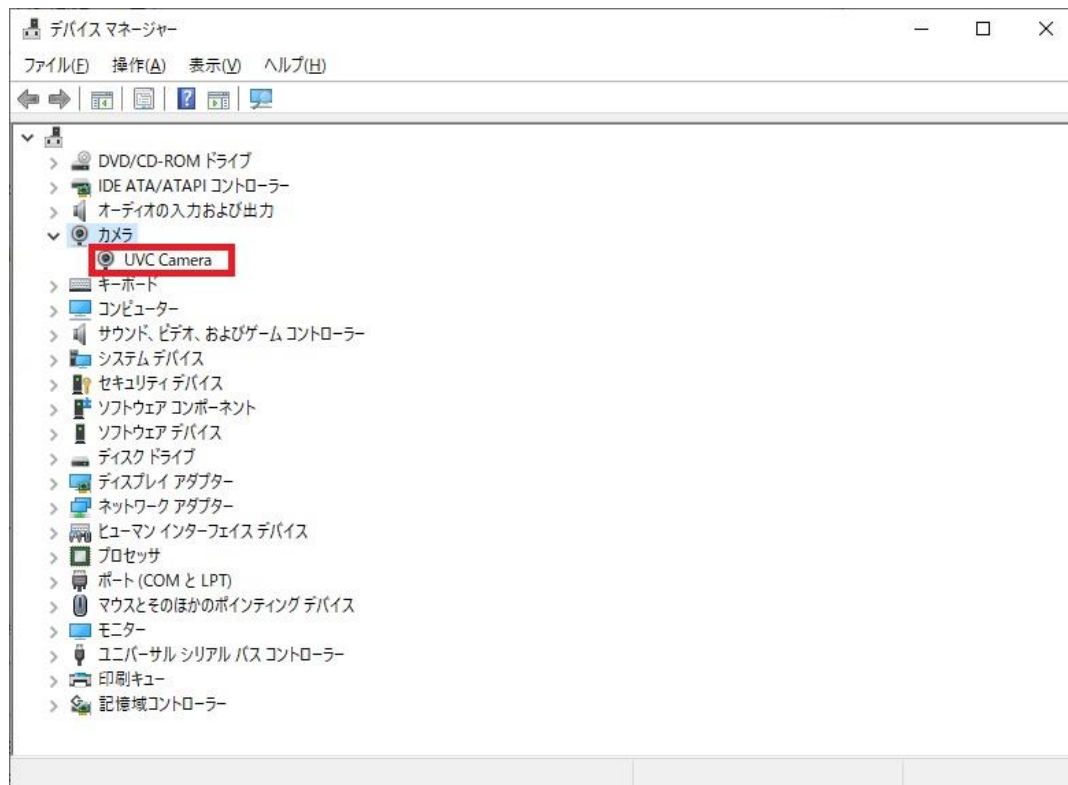 デバイス マネージャー
ファイル(F) 操作(A) 表示(V) ヘルプ(H)
DVD/CD-ROM ドライブ
IDE ATA/ATAPI コントローラー
オーディオの入力および出力
カメラ
UVC Camera
キーボード
コンピューター
サウンド、ビデオ、およびゲーム コントローラー
システム デバイス
セキュリティ デバイス
ソフトウェア コンポーネント
ソフトウェア デバイス
ディスク ドライブ
ディスプレイ アダプター
ネットワーク アダプター
ヒューマン インターフェイス デバイス
プロセッサ
ポート (COM と LPT)
マウスとそのほかのポインティング デバイス
モニター
ユニバーサル シリアル バス コントローラー
印刷キュー
記憶域コントローラー